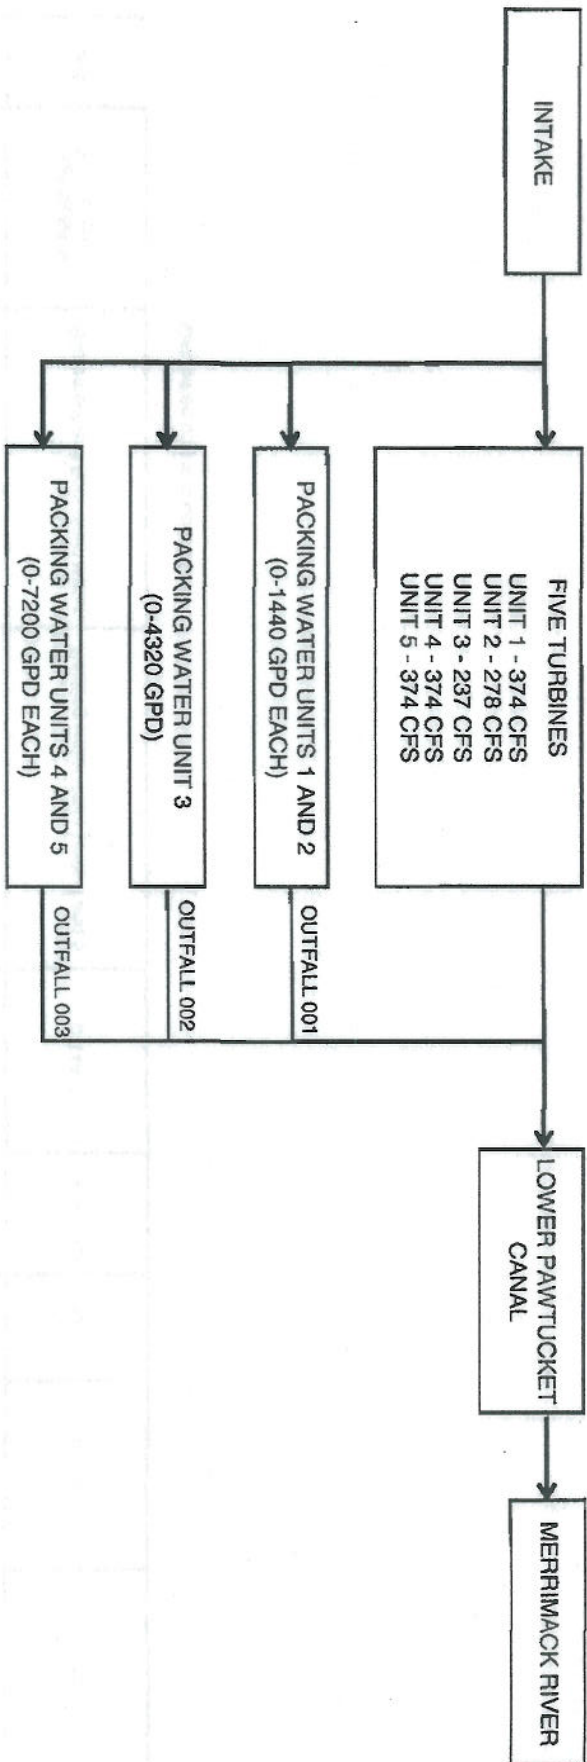 INTAKE
FIVE TURBINES
UNIT 1 - 374 CFS
UNIT 2 - 278 CFS
UNIT 3 - 237 CFS
UNIT 4 - 374 CFS
UNIT 5 - 374 CFS
PACKING WATER UNITS 1 AND 2
(0-1440 GPD EACH)
PACKING WATER UNIT 3
(0-4320 GPD)
PACKING WATER UNITS 4 AND 5
(0-7200 GPD EACH)
OUTFALL 001
OUTFALL 002
OUTFALL 003
LOWER PAWTUCKET
CANAL
MERRIMACK RIVER